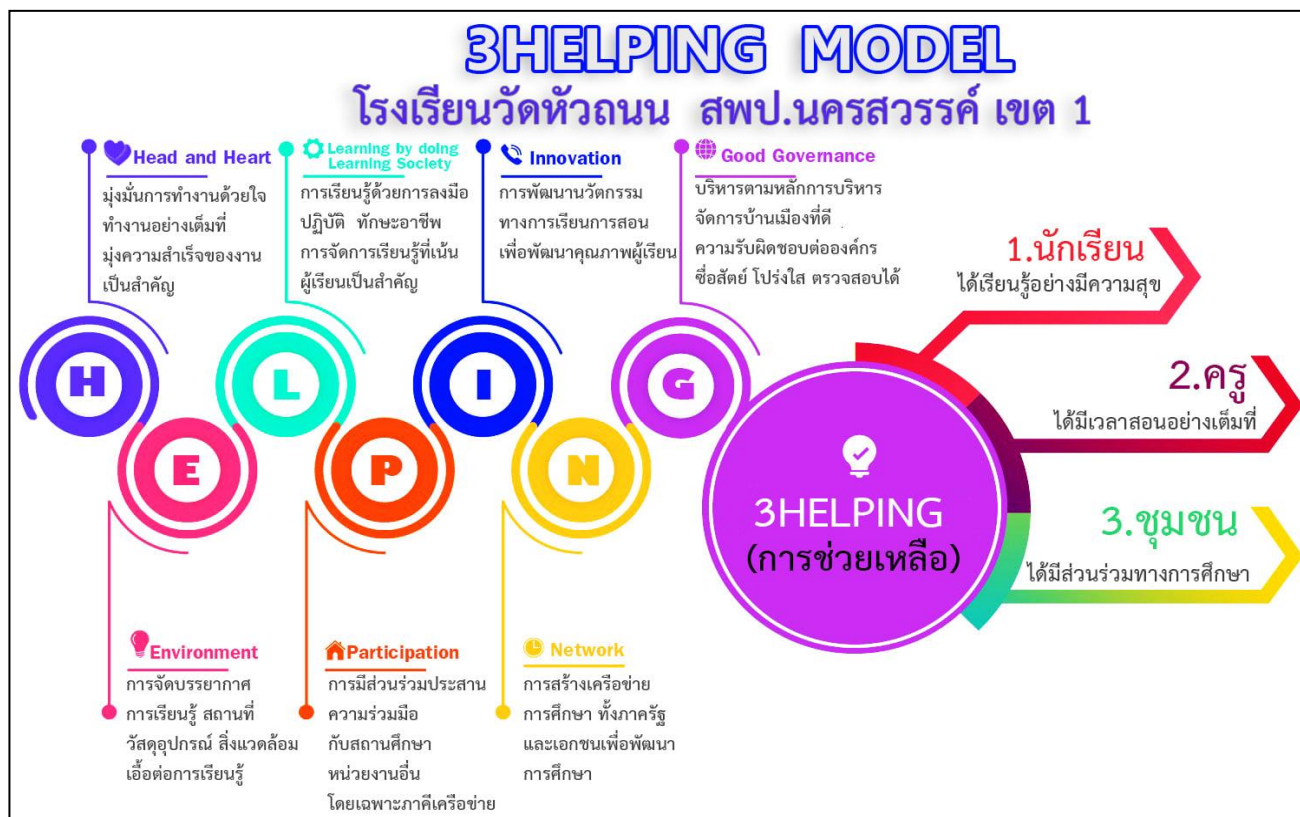 3HELPING MODEL
โรงเรียนวัดหัวถนน สพป.นครสวรรค์ เขต 1
Head and Heart
มุ่งมั่นการทำงานด้วยใจ
ทำงานอย่างเต็มที่
มุ่งความสำเร็จของงาน
เป็นสำคัญ
Learning by doing
Learning Society
การเรียนรู้ด้วยการลงมือ
ปฏิบัติ ทักษะอาชีพ
การจัดการเรียนรู้ที่เน้น
ผู้เรียนเป็นสำคัญ
Innovation
การพัฒนานวัตกรรม
ทางการเรียนการสอน
เพื่อพัฒนาคุณภาพผู้เรียน
Good Governance
บริหารตามหลักการบริหาร
จัดการบ้านเมืองที่ดี
ความรับผิดชอบต่อองค์กร
ซื่อสัตย์ โปร่งใส ตรวจสอบได้
H
E
L
P
I
N
G
3HELPING
(การช่วยเหลือ)
1.นักเรียน
ได้เรียนรู้อย่างมีความสุข
2.ครู
ได้มีเวลาสอนอย่างเต็มที่
3.ชุมชน
ได้มีส่วนร่วมทางการศึกษา
Environment
การจัดบรรยากาศ
การเรียนรู้ สถานที่
วัสดุอุปกรณ์ สิ่งแวดล้อม
เอื้อต่อการเรียนรู้
Participation
การมีส่วนร่วมประสาน
ความร่วมมือ
กับสถานศึกษา
หน่วยงานอื่น
โดยเฉพาะภาคีเครือข่าย
Network
การสร้างเครือข่าย
การศึกษา ทั้งภาครัฐ
และเอกชนเพื่อพัฒนา
การศึกษา